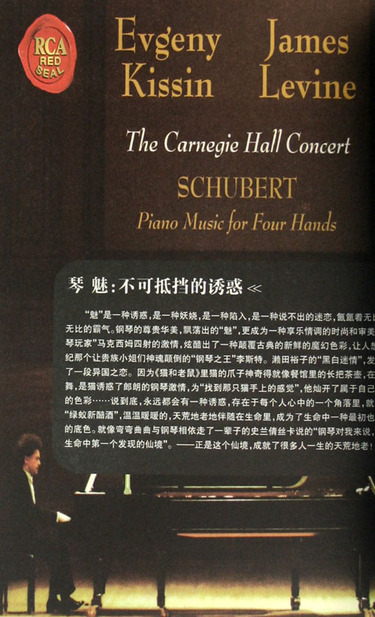 RCA
RED
SEAL
Evgeny James
Kissin Levine
The Carnegie Hall Concert
SCHUBERT
Piano Music for Four Hands
琴魅：不可抵挡的诱惑<<
“魅”是一种诱惑，是一种妖娆，是一种陷入，是一种说不出的迷恋，氤氲着无比
无比的霸气。钢琴的尊贵华美，飘荡出的“魅”，更成为一种享乐情调的时尚和审美
琴玩家”马克西姆四射的激情，炫酷出了一种颠覆古典的新鲜的魔幻色彩，让人想
纪那个让贵族小姐们神魂颠倒的“钢琴之王”李斯特。濑田裕子的“黑白迷情”，发
了一段异国之恋。因为《猫和老鼠》里猫的爪子神奇得就像餐馆里的长把茶壶，在
舞，是猫诱惑了郎朗的钢琴激情，为“找到那只猫手上的感觉”，他灿开了属于自己
的色彩……说到底，永远都会有一种诱惑，存在于每个人心中的一个角落里，就
“绿蚁新醅酒”，温温暖暖的，天荒地老地伴随在生命里，成为了生命中一种最初也
的底色。就像弯弯曲曲与钢琴相依走了一辈子的史兰倩丝卡说的“钢琴对我来说，
生命中第一个发现的仙境”。——正是这个仙境，成就了很多人一生的天荒地老！